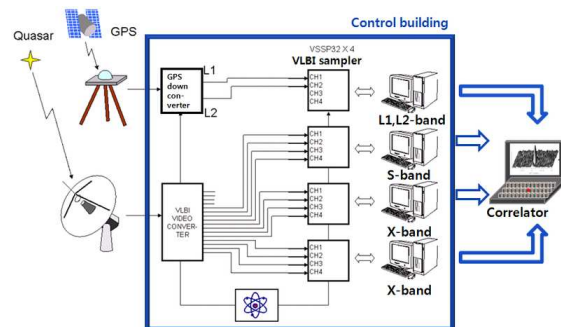 Control building
Quasar
GPS
VSSP32 X 4
VLBI sampler
L1
GPS
down
con-
verter
L2
CH1
CH2
CH3
CH4
L1,L2-band
CH1
CH2
CH3
CH4
S-band
VLBI
VIDEO
CONVER-
TER
CH1
CH2
CH3
CH4
X-band
Correlator
CH1
CH2
CH3
CH4
X-band